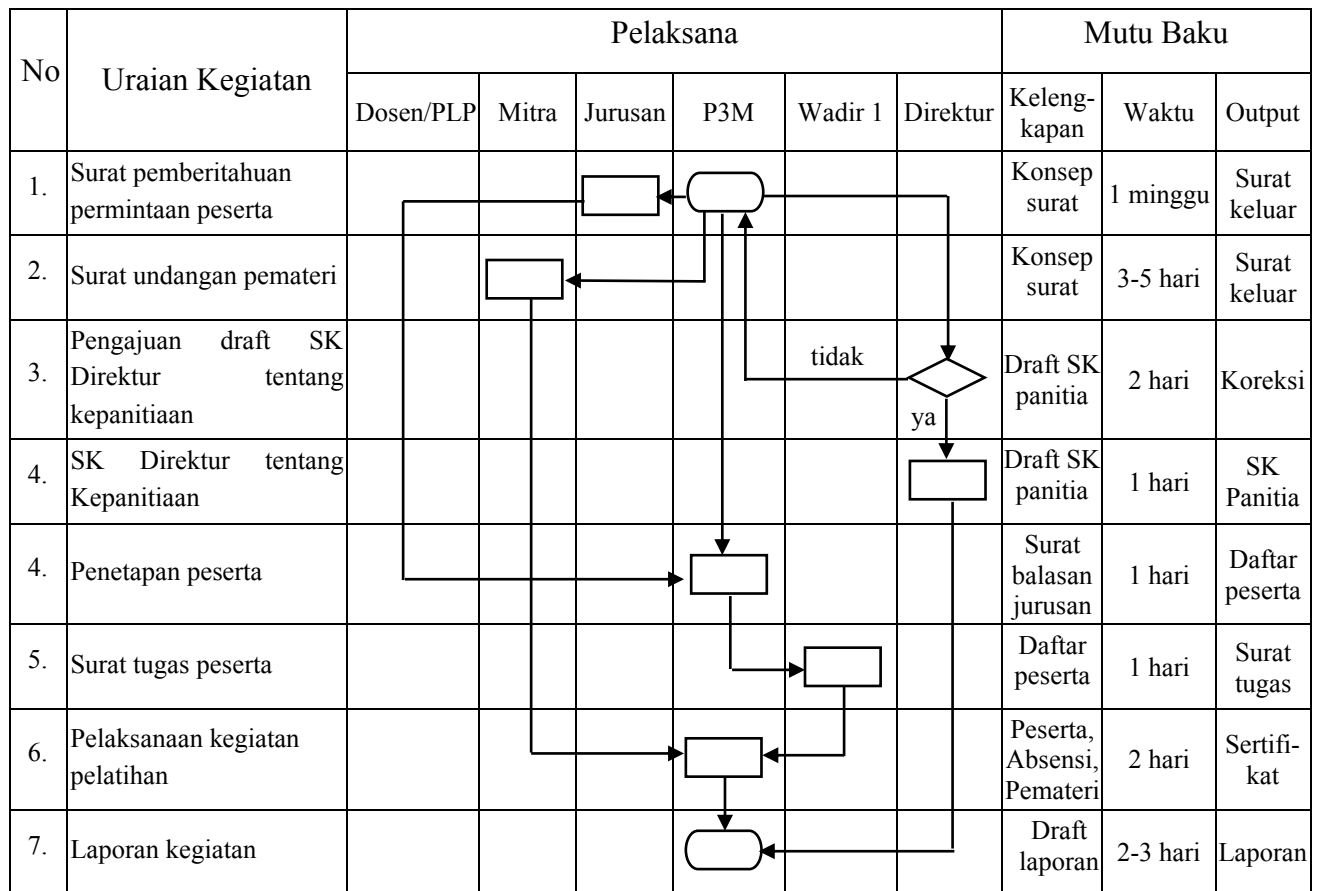 No
Uraian Kegiatan
Pelaksana
Mutu Baku
Dosen/PLP
Mitra
Jurusan
P3M
Wadir 1
Direktur
Keleng-
kapan
Waktu
Output
1.
Surat pemberitahuan
permintaan peserta
Konsep
surat
1 minggu
Surat
keluar
2.
Surat undangan pemateri
Konsep
surat
3-5 hari
Surat
keluar
3.
Pengajuan draft SK
Direktur tentang
kepanitiaan
tidak
ya
Draft SK
panitia
2 hari
Koreksi
4.
SK Direktur tentang
Kepanitiaan
Draft SK
panitia
1 hari
SK
Panitia
4.
Penetapan peserta
Surat
balasan
jurusan
1 hari
Daftar
peserta
5.
Surat tugas peserta
Daftar
peserta
1 hari
Surat
tugas
6.
Pelaksanaan kegiatan
pelatihan
Peserta,
Absensi,
Pemateri
2 hari
Sertifi-
kat
7.
Laporan kegiatan
Draft
laporan
2-3 hari
Laporan